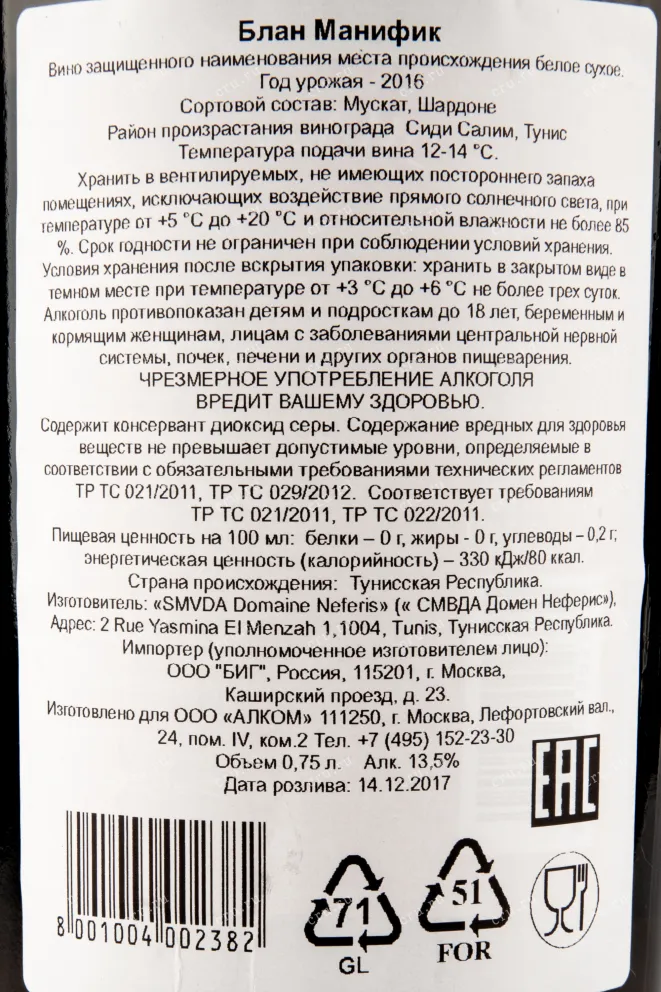 Блан Манифик
Вино защищенного наименования места происхождения белое сухое.
Год урожая - 2016
Сортовой состав: Мускат, Шардоне
Район произрастания винограда Сиди Салим, Тунис
Температура подачи вина 12-14 °С.
Хранить в вентилируемых, не имеющих постороннего запаха
помещениях, исключающих воздействие прямого солнечного света, при
температуре от +5 °С до +20 °С и относительной влажности не более 85
%. Срок годности не ограничен при соблюдении условий хранения.
Условия хранения после вскрытия упаковки: хранить в закрытом виде в
темном месте при температуре от +3 °С до +6 °С не более трех суток.
Алкоголь противопоказан детям и подросткам до 18 лет, беременным и
кормящим женщинам, лицам с заболеваниями центральной нервной
системы, почек, печени и других органов пищеварения.
ЧРЕЗМЕРНОЕ УПОТРЕБЛЕНИЕ АЛКОГОЛЯ
ВРЕДИТ ВАШЕМУ ЗДОРОВЬЮ.
Содержит консервант диоксид серы. Содержание вредных для здоровья
веществ не превышает допустимые уровни, определяемые в
соответствии с обязательными требованиями технических регламентов
ТР ТС 021/2011, ТР ТС 029/2012. Соответствует требованиям
ТР ТС 021/2011, ТР ТС 022/2011.
Пищевая ценность на 100 мл: белки – 0 г, жиры - 0 г, углеводы – 0,2 г;
энергетическая ценность (калорийность) – 330 кДж/80 ккал.
Страна происхождения: Тунисская Республика.
Изготовитель: «SMVDA Domaine Neferis» (« СМВДА Домен Неферис»),
Адрес: 2 Rue Yasmina El Menzah 1,1004, Tunis, Тунисская Республика.
Импортер (уполномоченное изготовителем лицо):
ООО "БИГ", Россия, 115201, г. Москва,
Каширский проезд, д. 23.
Изготовлено для ООО «АЛКОМ» 111250, г. Москва, Лефортовский вал.,
24, пом. IV, ком.2 Тел. +7 (495) 152-23-30
Объем 0,75 л. Алк. 13,5%
Дата розлива: 14.12.2017
EAC
8 001004 002382
71
GL
51
FOR